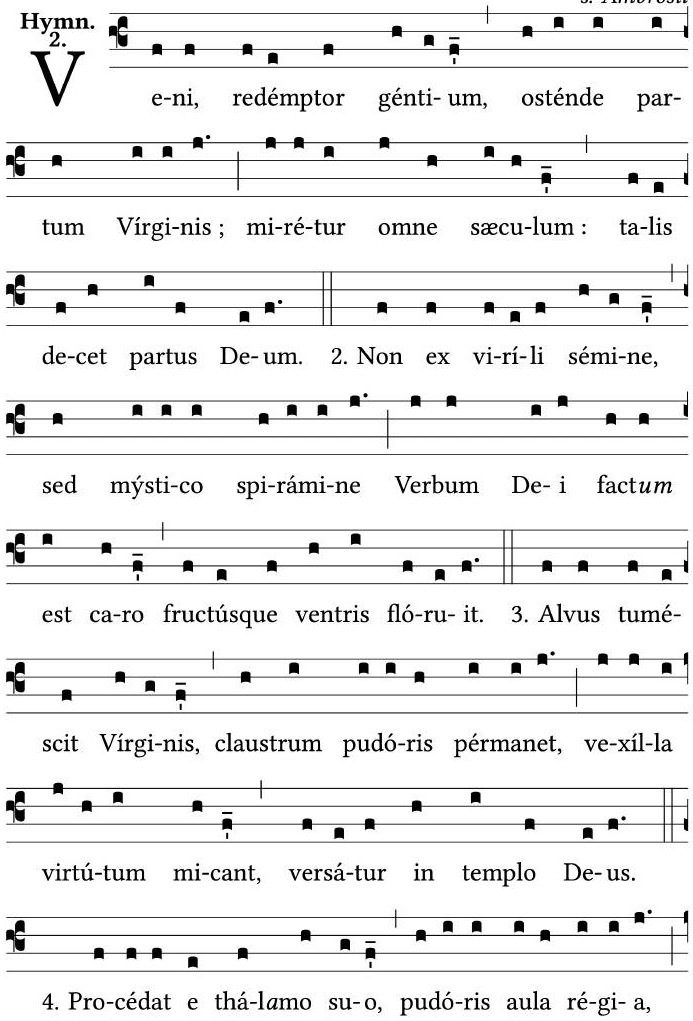 s. Ambrosii
Hymn.
2.
VE-ni, redémptor génti- um, osténde par-
tum Vírgi-nis ; mi-ré-tur omne sæcu-lum : ta-lis
de-cet partus De- um. 2. Non ex vi-rí-li sémi-ne,
sed mýsti-co spi-rámi-ne Verbum De- i factum
est ca-ro fructúsque ventris fló-ru- it. 3. Alvus tumé-
scit Vírgi-nis, claustrum pudó-ris pérmanet, ve-xíl-la
virtú-tum mi-cant, versá-tur in templo De- us.
4. Pro-cédat e thá-lamo su- o, pudó-ris aula ré-gi- a,